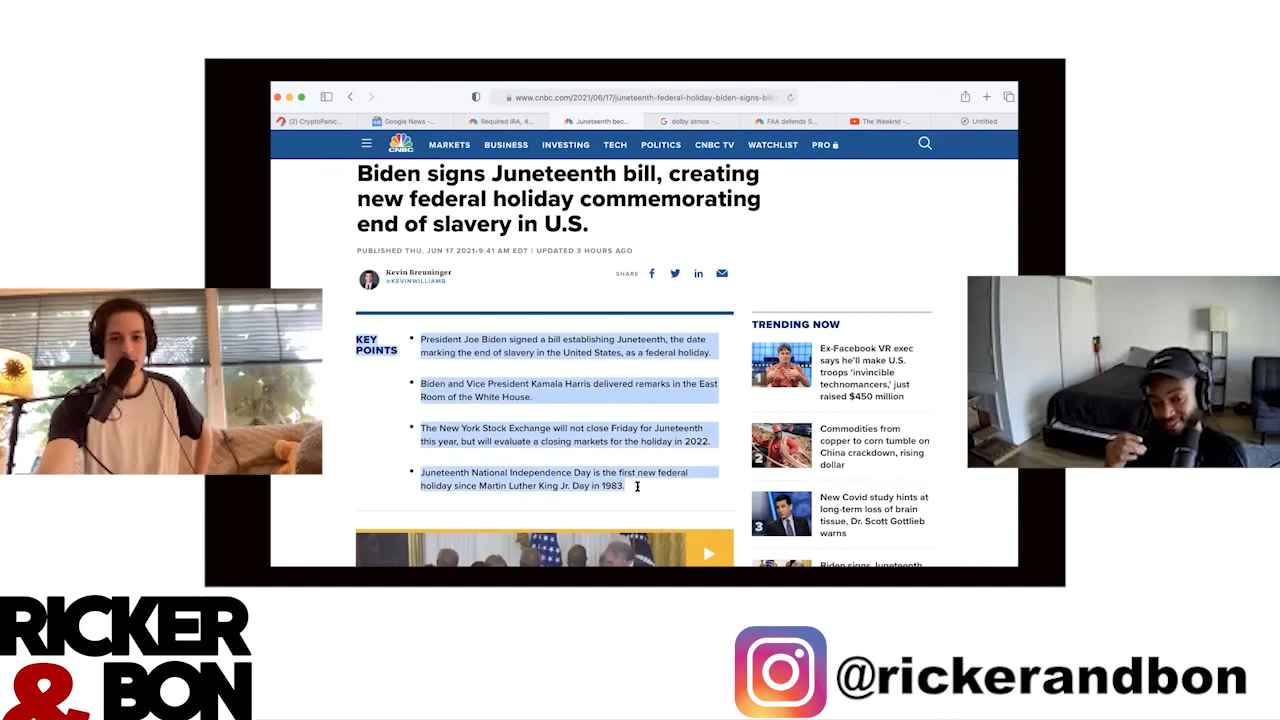 www.cnbc.com/2021/06/17/juneteenth-federal-holiday-biden-signs-bill
(2) CryptoPanic...
Google News -...
Required IRA, 4...
Juneteenth bec...
dolby atmos -...
FAA defends S...
The Weeknd -...
Untitled
CNBC
MARKETS
BUSINESS
INVESTING
TECH
POLITICS
CNBC TV
WATCHLIST
PRO
Biden signs Juneteenth bill, creating
new federal holiday commemorating
end of slavery in U.S.
PUBLISHED THU, JUN 17 2021•9:41 AM EDT | UPDATED 3 HOURS AGO
Kevin Breuninger
@KEVINWILLIAMB
SHARE
KEY
POINTS
• President Joe Biden signed a bill establishing Juneteenth, the date
marking the end of slavery in the United States, as a federal holiday.
• Biden and Vice President Kamala Harris delivered remarks in the East
Room of the White House.
• The New York Stock Exchange will not close Friday for Juneteenth
this year, but will evaluate a closing markets for the holiday in 2022.
• Juneteenth National Independence Day is the first new federal
holiday since Martin Luther King Jr. Day in 1983.
TRENDING NOW
1
Ex-Facebook VR exec
says he'll make U.S.
troops 'invincible
technomancers,' just
raised $450 million
2
Commodities from
copper to corn tumble on
China crackdown, rising
dollar
3
New Covid study hints at
long-term loss of brain
tissue, Dr. Scott Gottlieb
warns
Biden signs Juneteenth
RICKER
& BON
@rickerandbon